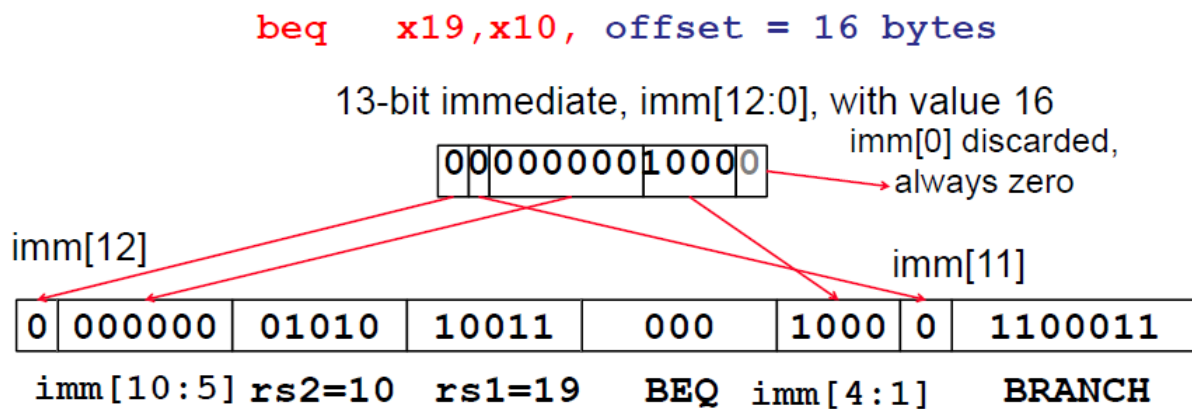 beq x19,x10, offset = 16 bytes
13-bit immediate, imm[12:0], with value 16
imm[0] discarded,
always zero
0 0 000000 1000 0
imm[12]
imm[11]
0 000000 01010 10011 000 1000 0 1100011
imm[10:5] rs2=10 rs1=19 BEQ imm[4:1] BRANCH